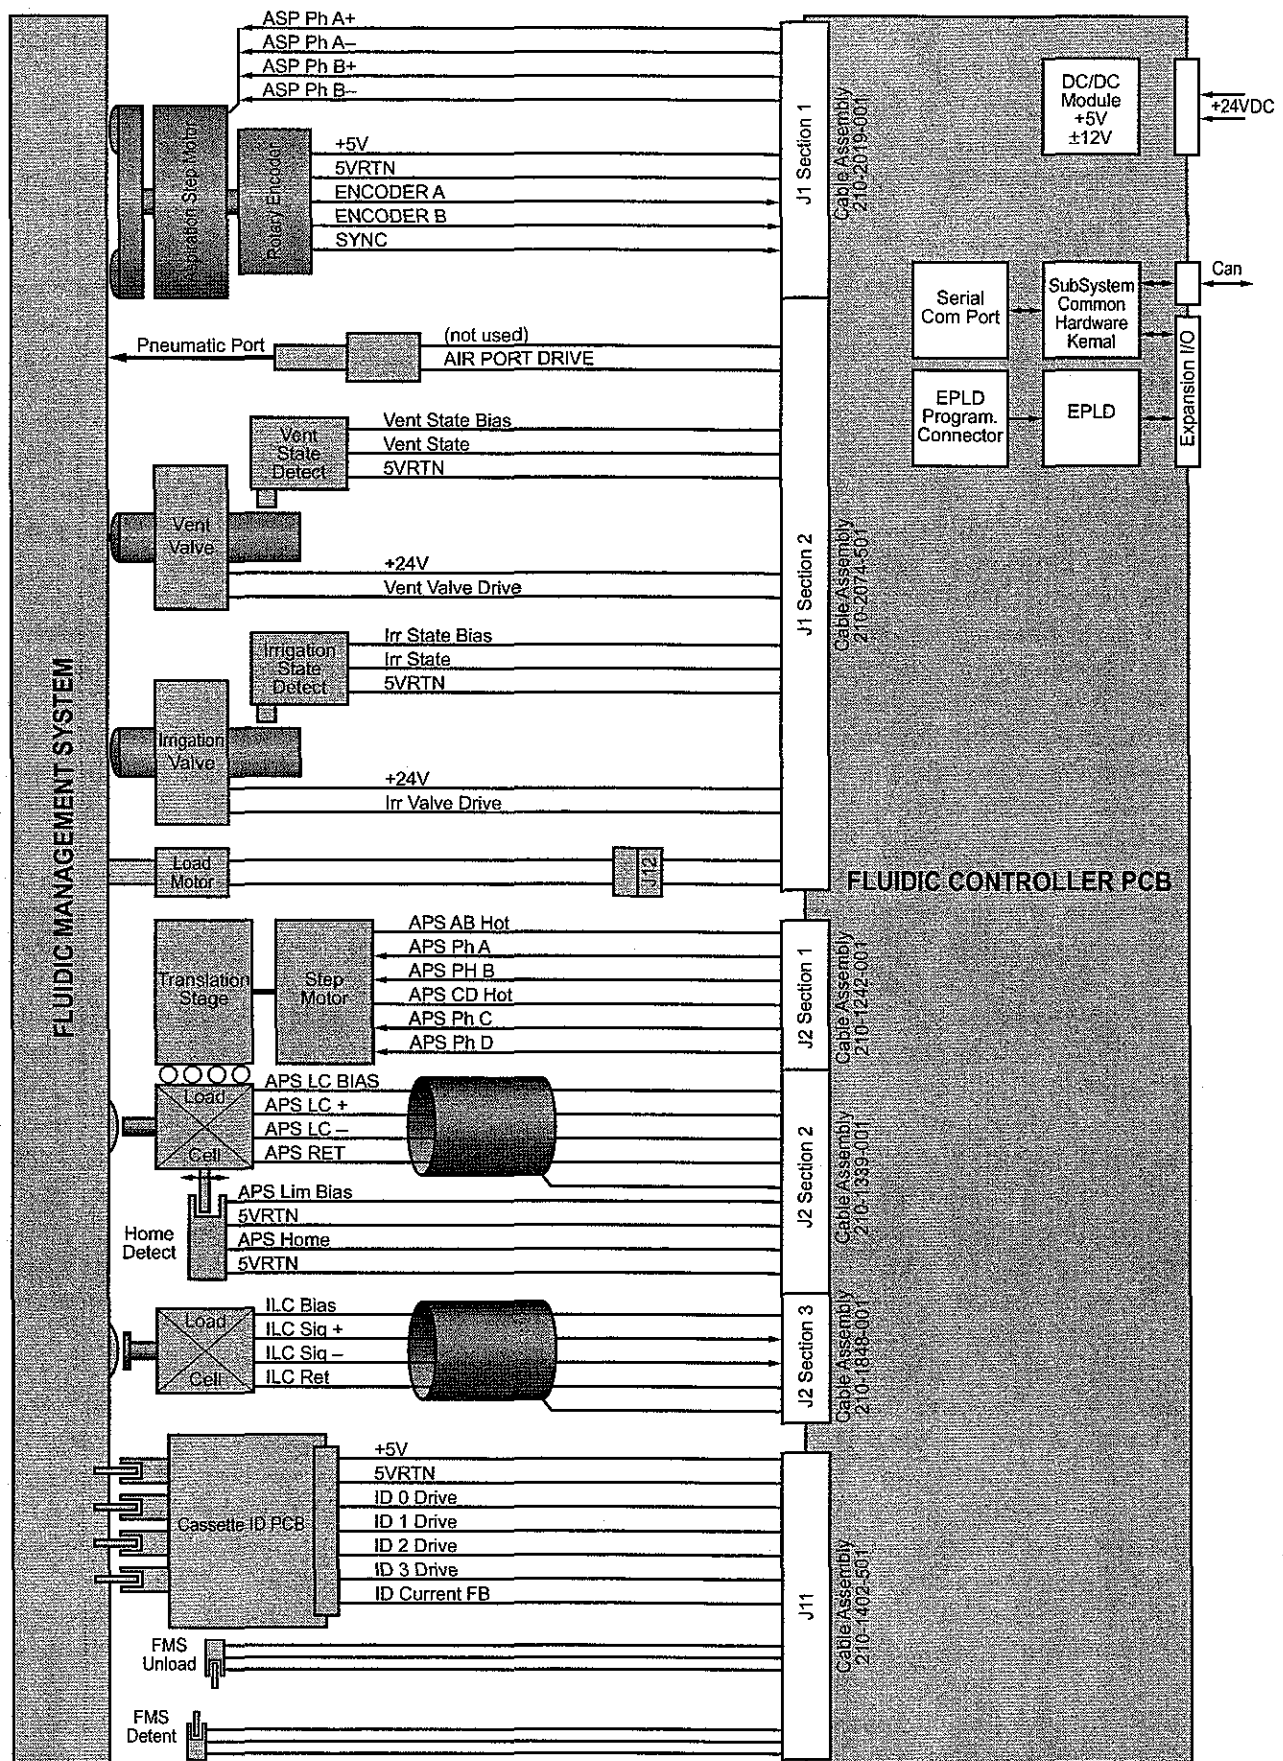 ASP Ph A+
ASP Ph A–
ASP Ph B+
ASP Ph B–
Aspiration Step Motor
Rotary Encoder
+5V
5VRTN
ENCODER A
ENCODER B
SYNC
J1 Section 1
Cable Assembly
210-2019-001
DC/DC
Module
+5V
±12V
+24VDC
Serial
Com Port
SubSystem
Common
Hardware
Kernal
Can
EPLD
Program.
Connector
EPLD
Expansion I/O
Pneumatic Port
(not used)
AIR PORT DRIVE
Vent
State
Detect
Vent State Bias
Vent State
5VRTN
Vent
Valve
+24V
Vent Valve Drive
J1 Section 2
Cable Assembly
210-2074-501
Irrigation
State
Detect
Irr State Bias
Irr State
5VRTN
Irrigation
Valve
+24V
Irr Valve Drive
FLUIDIC MANAGEMENT SYSTEM
Load
Motor
J12
FLUIDIC CONTROLLER PCB
Translation
Stage
Step
Motor
APS AB Hot
APS Ph A
APS PH B
APS CD Hot
APS Ph C
APS Ph D
J2 Section 1
Cable Assembly
210-1242-001
Load
Cell
APS LC BIAS
APS LC +
APS LC –
APS RET
J2 Section 2
Cable Assembly
210-1339-001
Home
Detect
APS Lim Bias
5VRTN
APS Home
5VRTN
Load
Cell
ILC Bias
ILC Sig +
ILC Sig –
ILC Ret
J2 Section 3
Cable Assembly
210-1848-001
Cassette ID PCB
+5V
5VRTN
ID 0 Drive
ID 1 Drive
ID 2 Drive
ID 3 Drive
ID Current FB
J11
Cable Assembly
210-1402-501
FMS
Unload
FMS
Detent